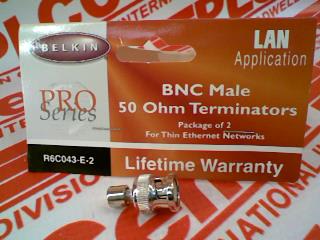 BELKIN
LAN
Application
PRO
Series
BNC Male
50 Ohm Terminators
Package of 2
For Thin Ethernet Networks
R6C043-E-2
Lifetime Warranty